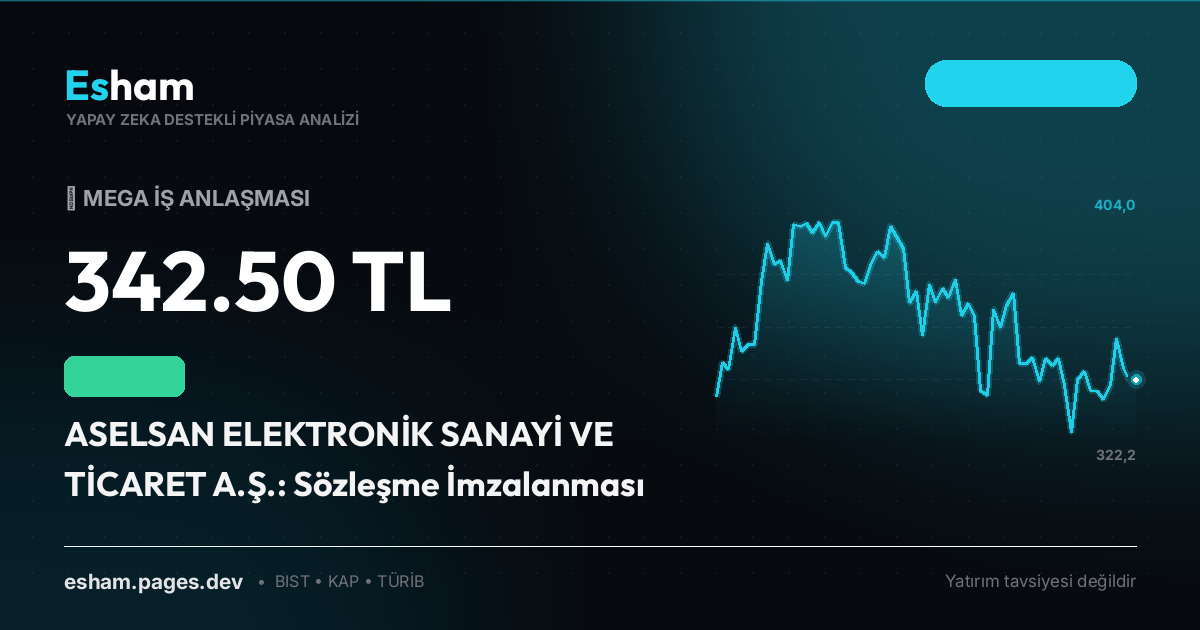 Esham
YAPAY ZEKA DESTEKLİ PİYASA ANALİZİ
MEGA İŞ ANLAŞMASI
404,0
342.50 TL
ASELSAN ELEKTRONİK SANAYİ VE
TİCARET A.Ş.: Sözleşme İmzalanması
322,2
esham.pages.dev • BIST • KAP • TÜRİB
Yatırım tavsiyesi değildir